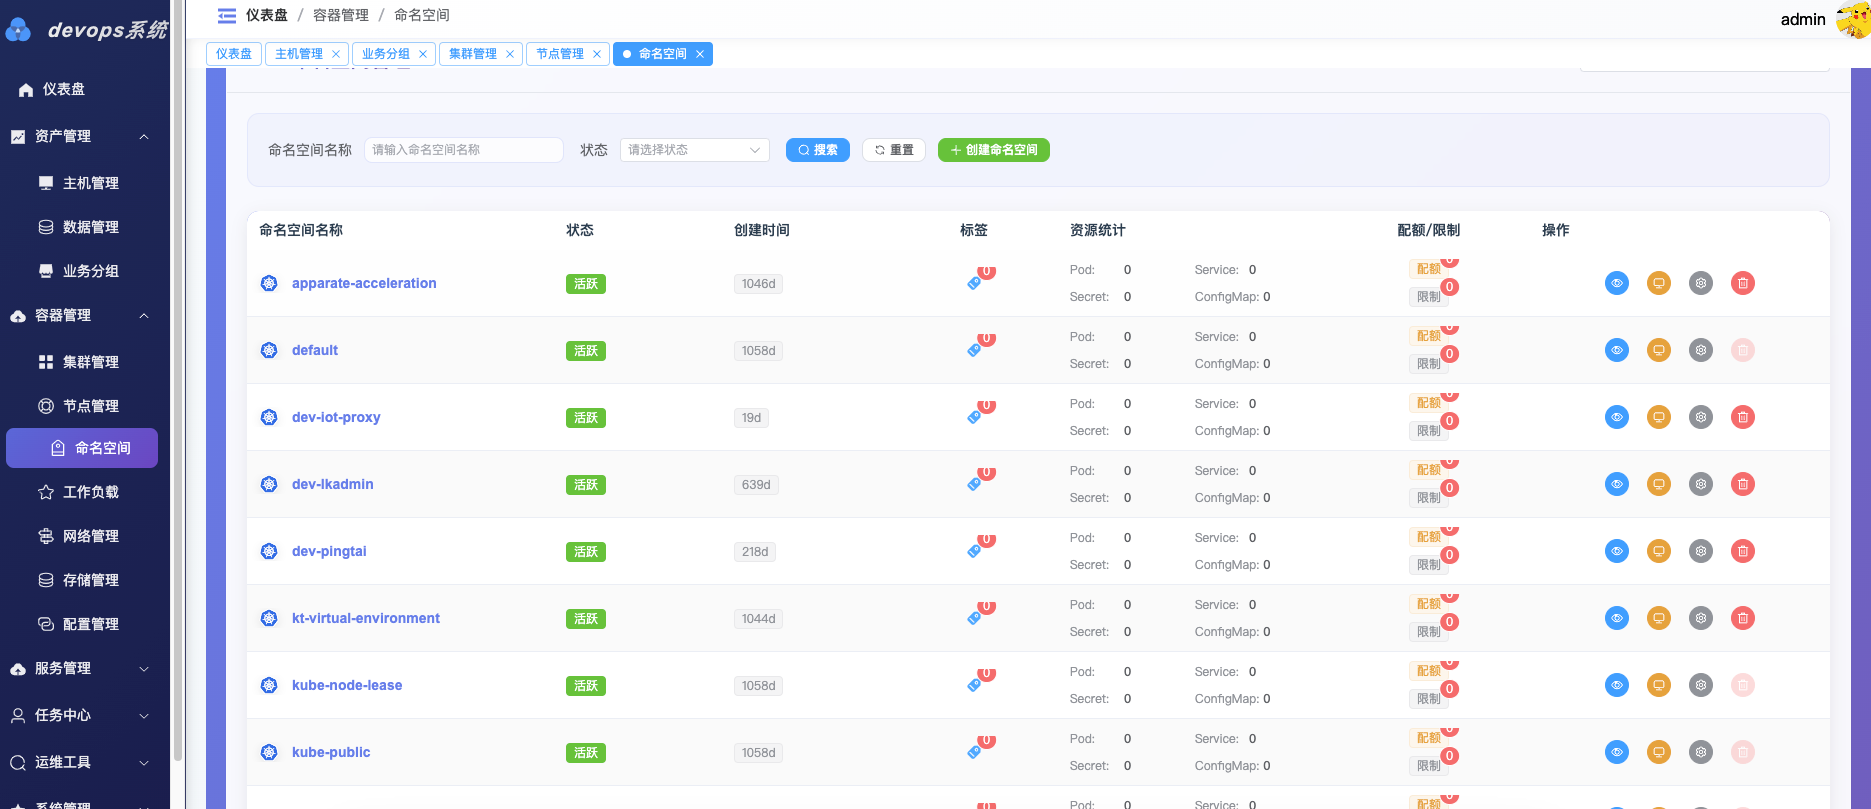 devops系统
仪表盘 / 容器管理 / 命名空间
admin
仪表盘 主机管理 × 业务分组 × 集群管理 × 节点管理 × 命名空间 ×
仪表盘
资产管理
主机管理
数据管理
业务分组
容器管理
集群管理
节点管理
命名空间
工作负载
网络管理
存储管理
配置管理
服务管理
任务中心
运维工具
系统管理
命名空间名称 请输入命名空间名称 状态 请选择状态 搜索 重置 + 创建命名空间
命名空间名称 状态 创建时间 标签 资源统计 配额/限制 操作
apparate-acceleration 活跃 1046d 0 Pod: 0 Service: 0 配额 0
Secret: 0 ConfigMap: 0 限制 0
default 活跃 1058d 0 Pod: 0 Service: 0 配额 0
Secret: 0 ConfigMap: 0 限制 0
dev-iot-proxy 活跃 19d 0 Pod: 0 Service: 0 配额 0
Secret: 0 ConfigMap: 0 限制 0
dev-lkadmin 活跃 639d 0 Pod: 0 Service: 0 配额 0
Secret: 0 ConfigMap: 0 限制 0
dev-pingtai 活跃 218d 0 Pod: 0 Service: 0 配额 0
Secret: 0 ConfigMap: 0 限制 0
kt-virtual-environment 活跃 1044d 0 Pod: 0 Service: 0 配额 0
Secret: 0 ConfigMap: 0 限制 0
kube-node-lease 活跃 1058d 0 Pod: 0 Service: 0 配额 0
Secret: 0 ConfigMap: 0 限制 0
kube-public 活跃 1058d 0 Pod: 0 Service: 0 配额 0
Secret: 0 ConfigMap: 0 限制 0
0 Pod: 0 Service: 0 配额 0